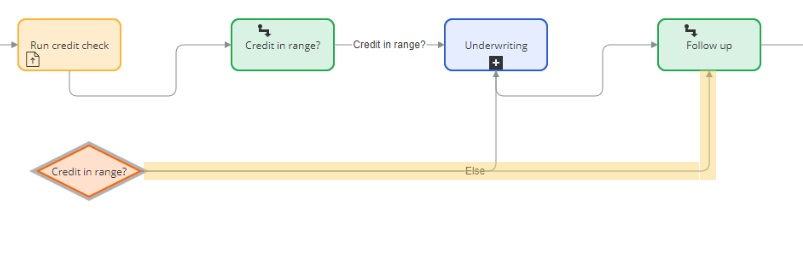 Run credit check
Credit in range?
Credit in range?
Underwriting
Follow up
Credit in range?
Else